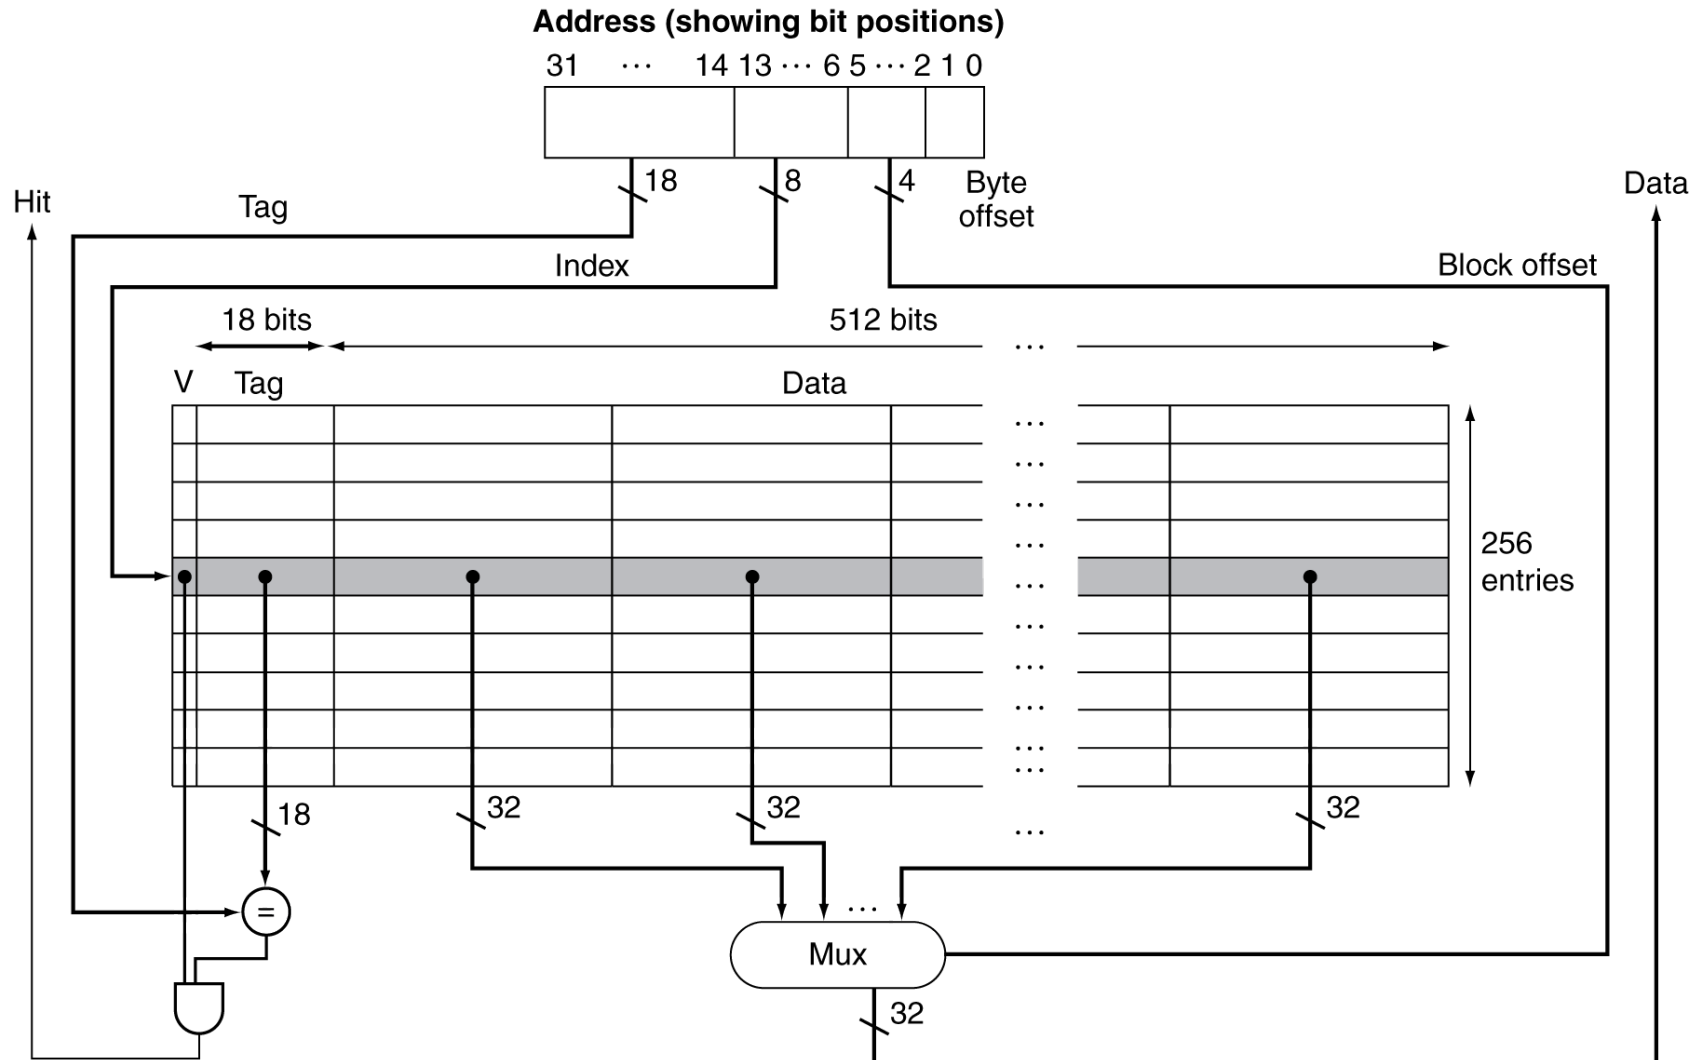 Address (showing bit positions)
31 ... 14 13 ... 6 5 ... 2 1 0
18
8
4
Byte
offset
Hit
Tag
Data
Index
Block offset
18 bits
512 bits
...
V
Tag
Data
...
...
...
...
...
...
...
...
...
...
256
entries
18
32
32
...
32
=
...
Mux
32